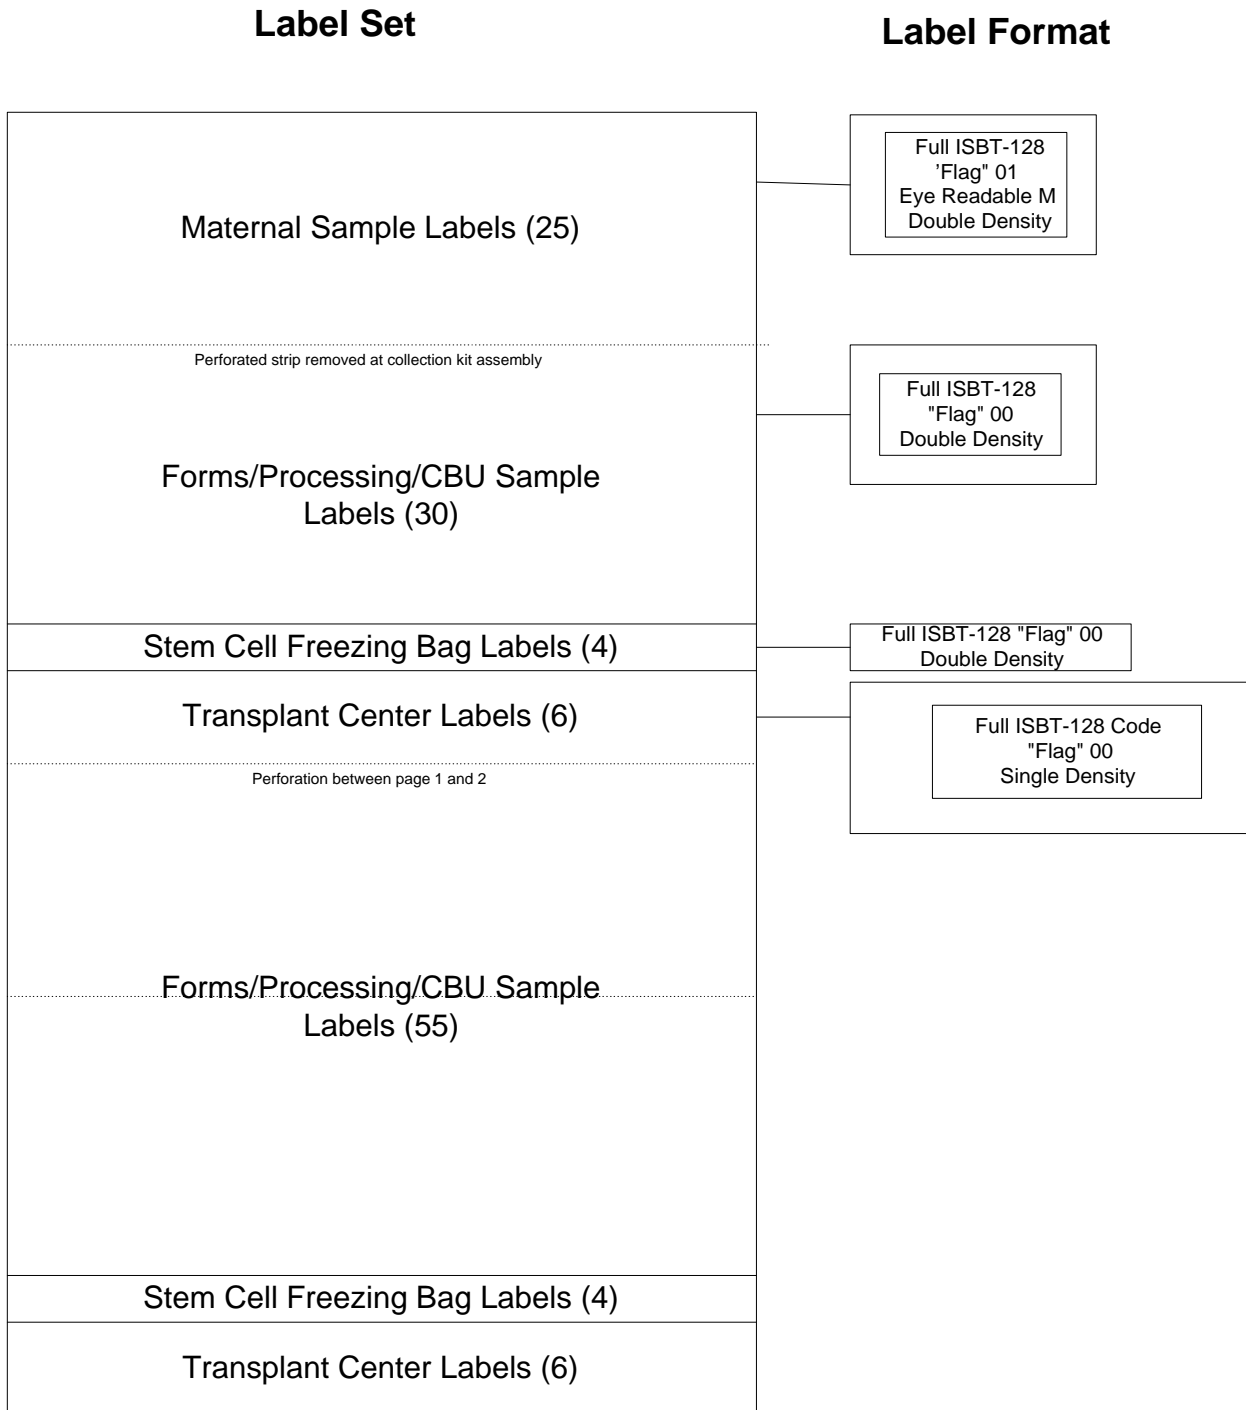 Label Set
Label Format
Maternal Sample Labels (25)
Full ISBT-128
'Flag" 01
Eye Readable M
Double Density
Perforated strip removed at collection kit assembly
Full ISBT-128
"Flag" 00
Double Density
Forms/Processing/CBU Sample
Labels (30)
Stem Cell Freezing Bag Labels (4)
Full ISBT-128 "Flag" 00
Double Density
Transplant Center Labels (6)
Full ISBT-128 Code
"Flag" 00
Single Density
Perforation between page 1 and 2
Forms/Processing/CBU Sample
Labels (55)
Stem Cell Freezing Bag Labels (4)
Transplant Center Labels (6)